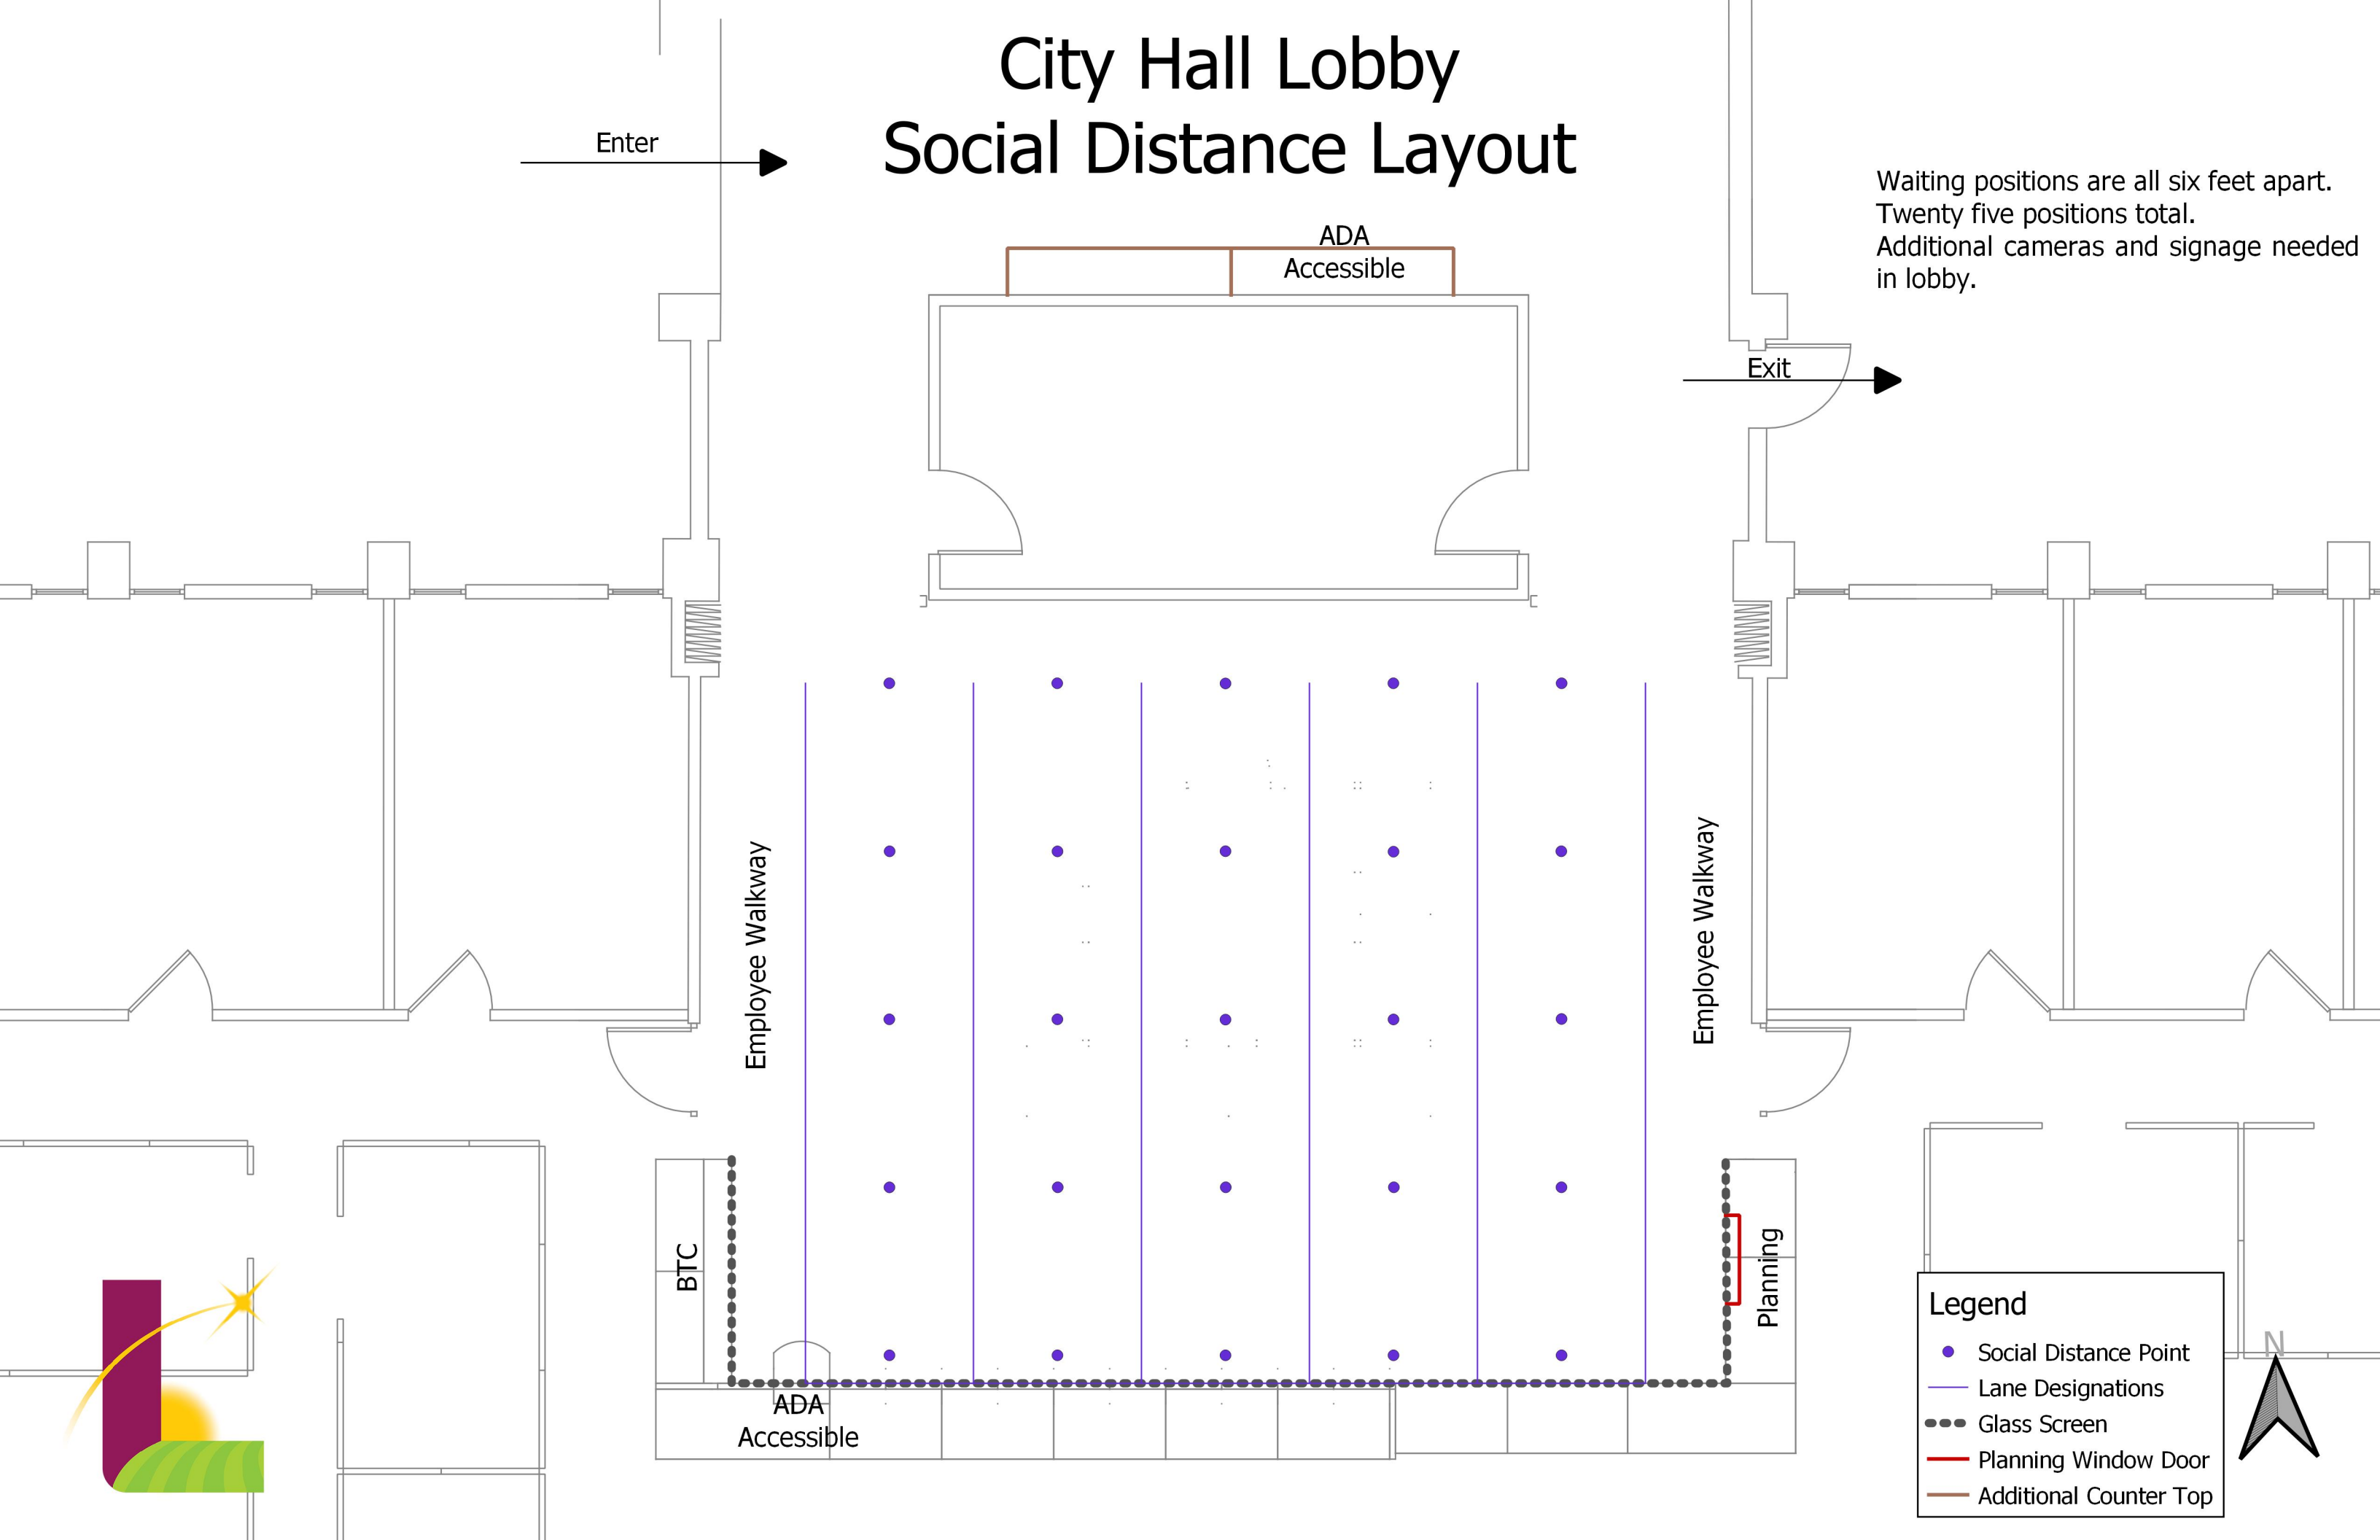 City Hall Lobby
Social Distance Layout
Enter
Waiting positions are all six feet apart.
Twenty five positions total.
Additional cameras and signage needed
in lobby.
ADA
Accessible
Exit
Employee Walkway
Employee Walkway
BTC
Planning
ADA
Accessible
Legend
Social Distance Point
Lane Designations
Glass Screen
Planning Window Door
Additional Counter Top
N